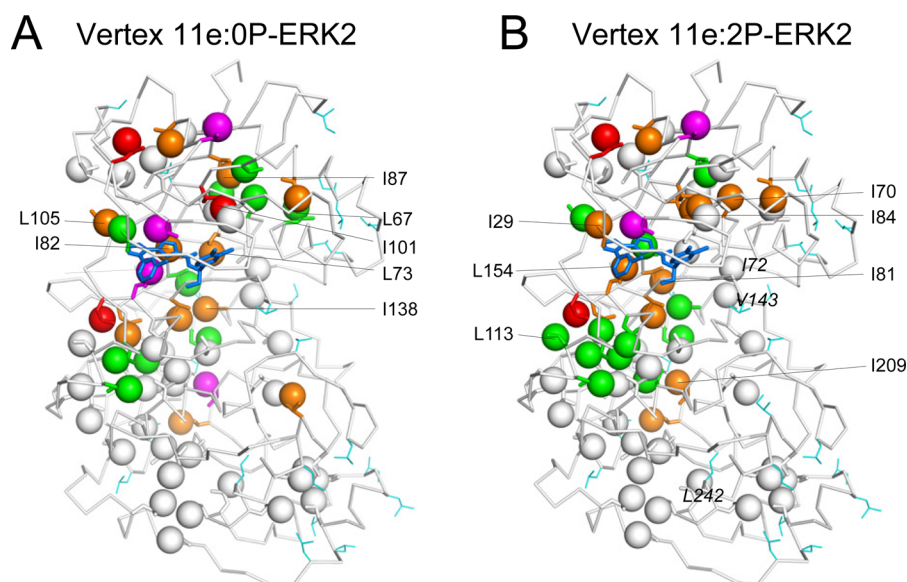 A Vertex 11e:0P-ERK2
B Vertex 11e:2P-ERK2
I87
L105
L67
I82
I101
L73
I138
I70
I29
I84
L154
I72
I81
V143
L113
I209
L242